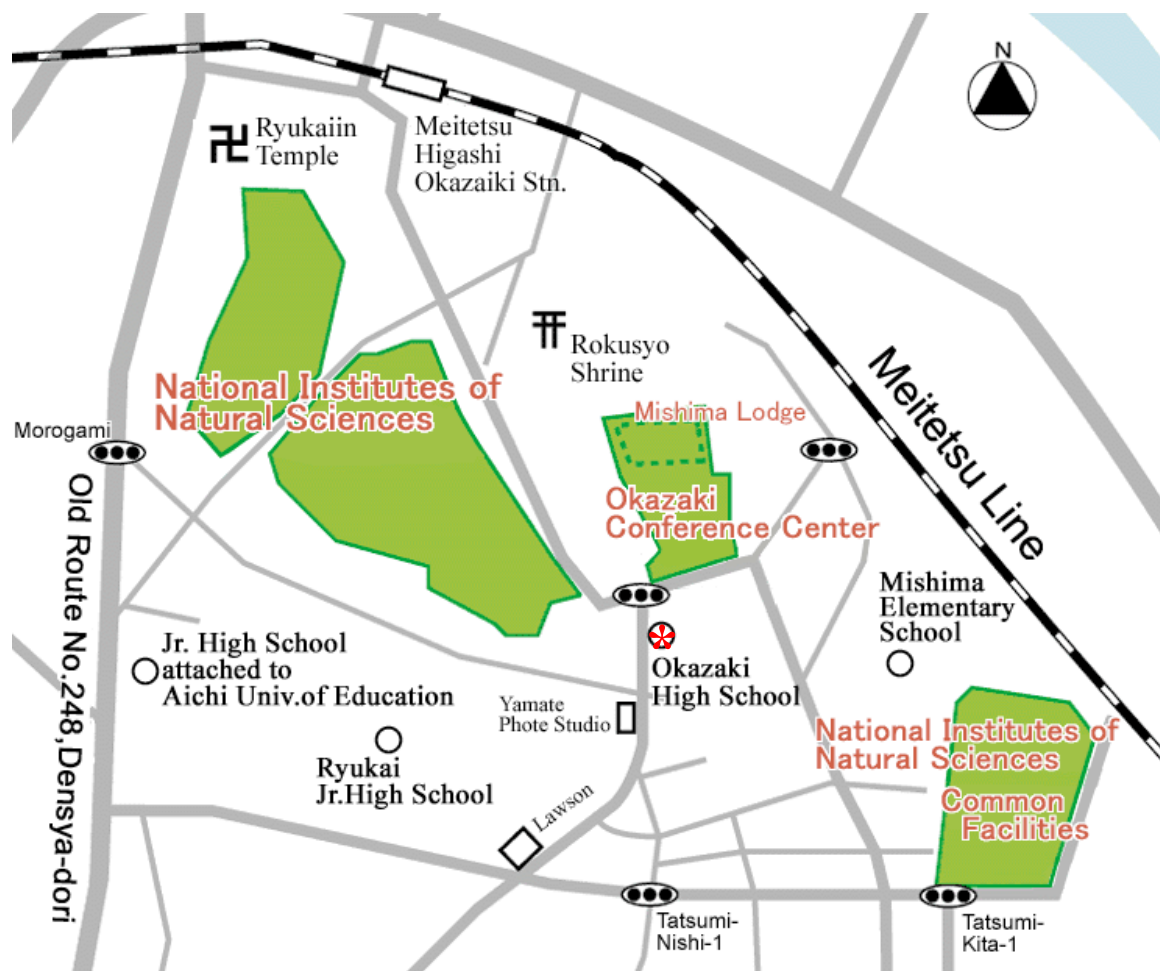 N
Ryukaiin
Temple
Meitetsu
Higashi
Okazaiki Stn.
Rokusyo
Shrine
Meitetsu Line
National Institutes of
Natural Sciences
Mishima Lodge
Morogami
Okazaki
Conference Center
Old Route No.248,Densya-dori
Mishima
Elementary
School
Jr. High School
attached to
Aichi Univ.of Education
Okazaki
High School
Yamate
Phote Studio
National Institutes of
Natural Sciences
Ryukai
Jr.High School
Lawson
Common
Facilities
Tatsumi-
Nishi-1
Tatsumi-
Kita-1